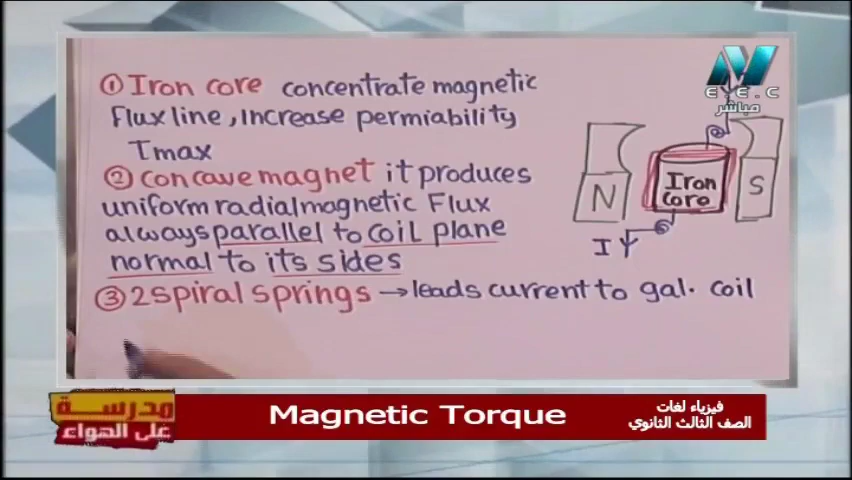 ① Iron core concentrate magnetic
Flux line, Increase permiability
Tmax
② concave magnet it produces
uniform radial magnetic Flux
always parallel to coil plane
normal to its sides
③ 2 spiral springs → leads current to gal. coil
N
Iron
core
S
I
E.Y.E.C
مباشر
مدرسة
على الهواء
Magnetic Torque
فيزياء لغات
الصف الثالث الثانوي